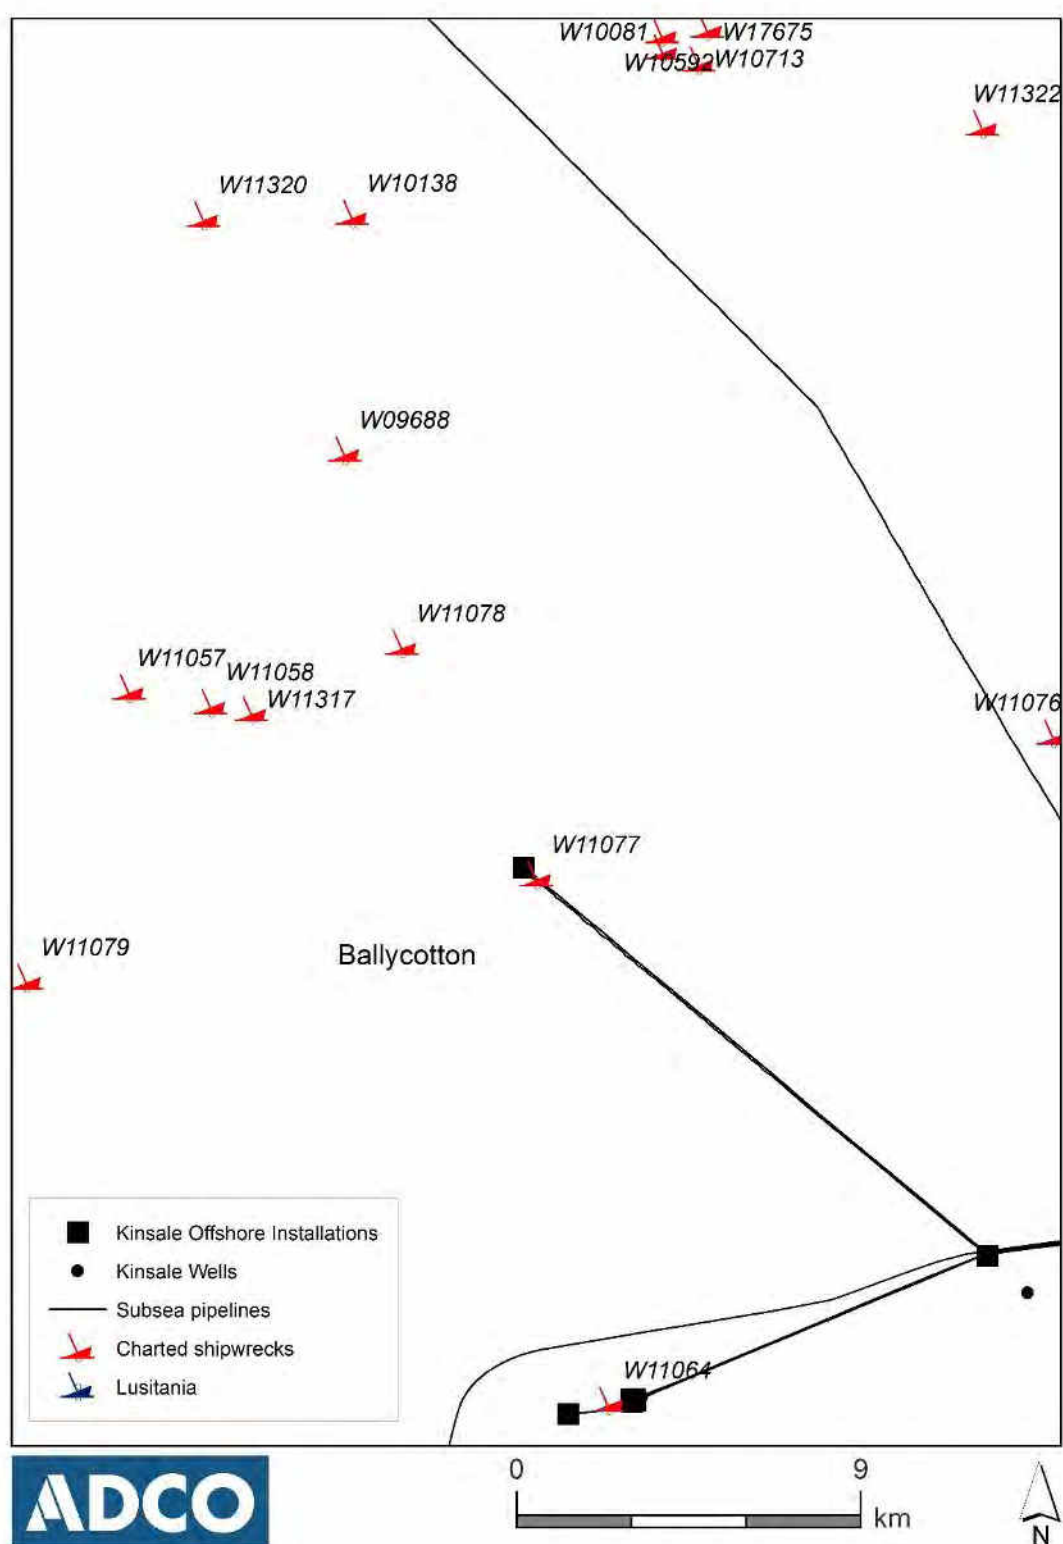 W10081
W17675
W10592
W10713
W11322
W11320
W10138
W09688
W11078
W11057
W11058
W11317
W11076
W11077
Ballycotton
W11079
Kinsale Offshore Installations
Kinsale Wells
Subsea pipelines
Charted shipwrecks
Lusitania
W11064
ADCO
0 9
km
N